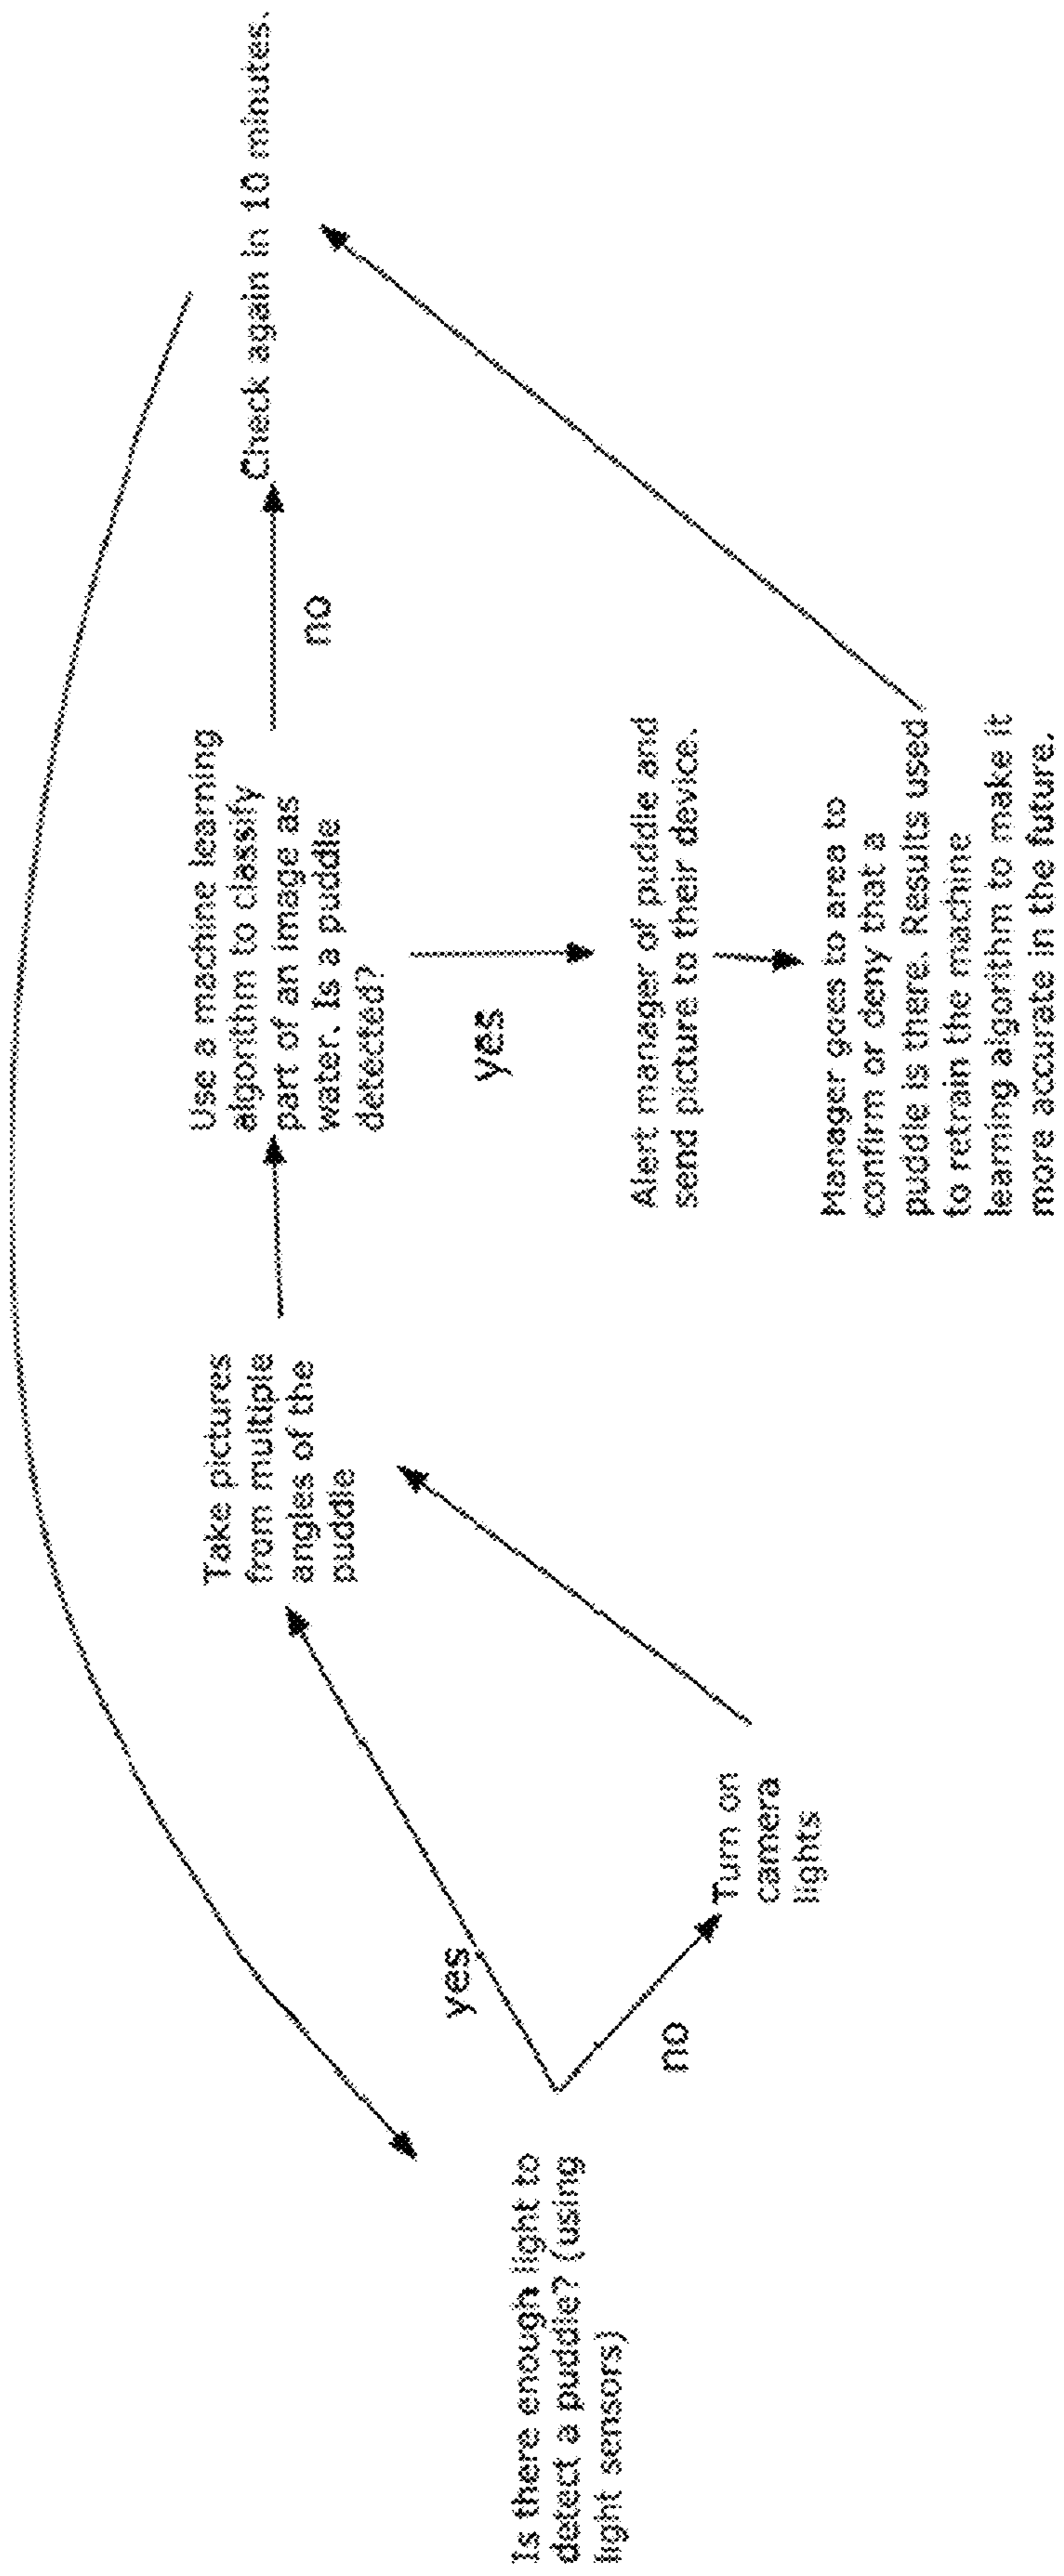 Is there enough light to
detect a puddle? (using
light sensors)
yes
no
Turn on
camera
lights
Take pictures
from multiple
angles of the
puddle
Use a machine learning
algorithm to classify
part of an image as
water. Is a puddle
detected?
no
Check again in 10 minutes.
yes
Alert manager of puddle and
send picture to their device.
Manager goes to area to
confirm or deny that a
puddle is there. Results used
to retrain the machine
learning algorithm to make it
more accurate in the future.